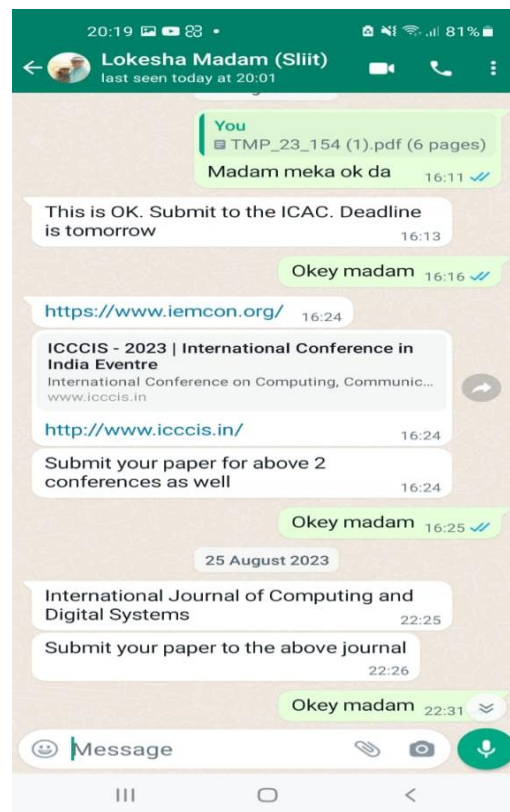 20:19
81%
Lokesha Madam (Sliit)
last seen today at 20:01
You
TMP_23_154 (1).pdf (6 pages)
Madam meka ok da
16:11
This is OK. Submit to the ICAC. Deadline
is tomorrow
16:13
Okey madam 16:16
https://www.iemcon.org/ 16:24
ICCCIS - 2023 | International Conference in
India Eventre
International Conference on Computing, Communic...
www.icccis.in
http://www.icccis.in/
16:24
Submit your paper for above 2
conferences as well
16:24
Okey madam 16:25
25 August 2023
International Journal of Computing and
Digital Systems
22:25
Submit your paper to the above journal
22:26
Okey madam 22:31
Message